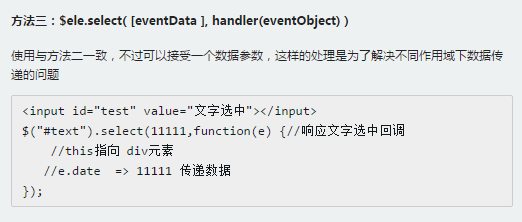 方法三：$ele.select( [eventData ], handler(eventObject) )
使用与方法二一致，不过可以接受一个数据参数，这样的处理是为了解决不同作用域下数据传
递的问题
<input id="test" value="文字选中"></input>
$("#text").select(11111,function(e) {//响应文字选中回调
//this指向 div元素
//e.date  => 11111 传递数据
});